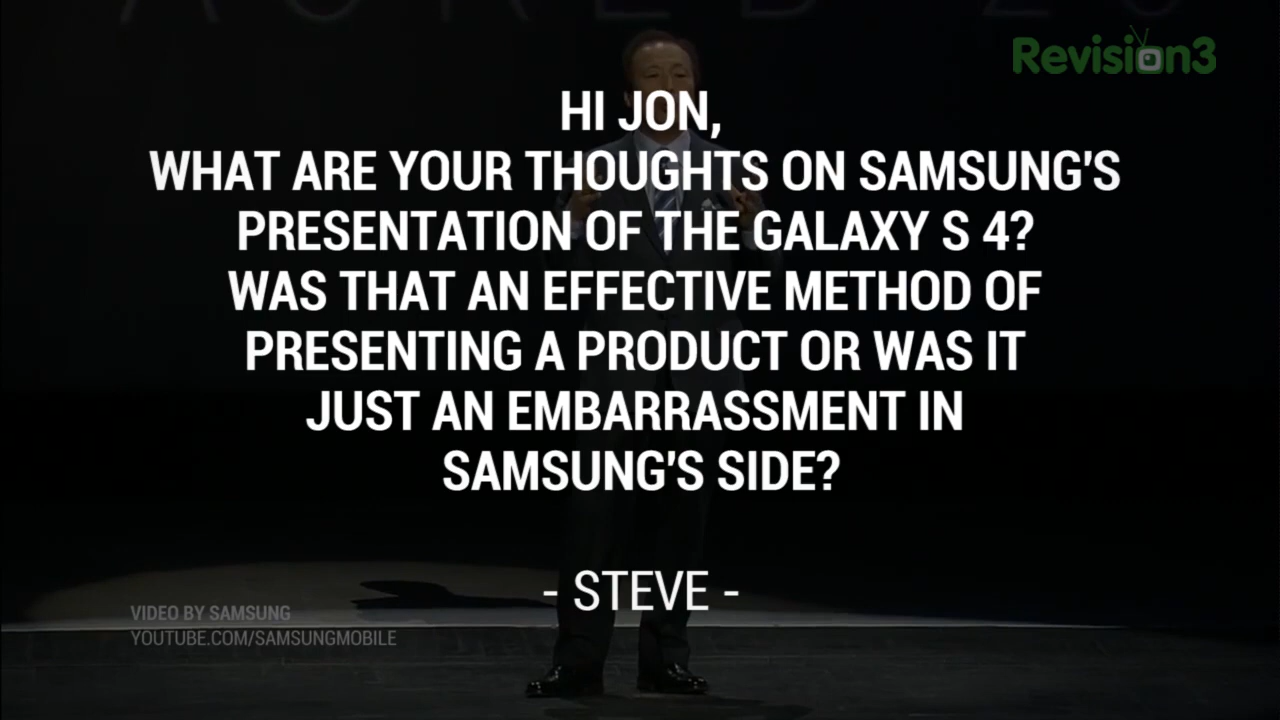 Revision3
HI JON,
WHAT ARE YOUR THOUGHTS ON SAMSUNG'S
PRESENTATION OF THE GALAXY S 4?
WAS THAT AN EFFECTIVE METHOD OF
PRESENTING A PRODUCT OR WAS IT
JUST AN EMBARRASSMENT IN
SAMSUNG'S SIDE?
- STEVE -
VIDEO BY SAMSUNG
YOUTUBE.COM/SAMSUNGMOBILE